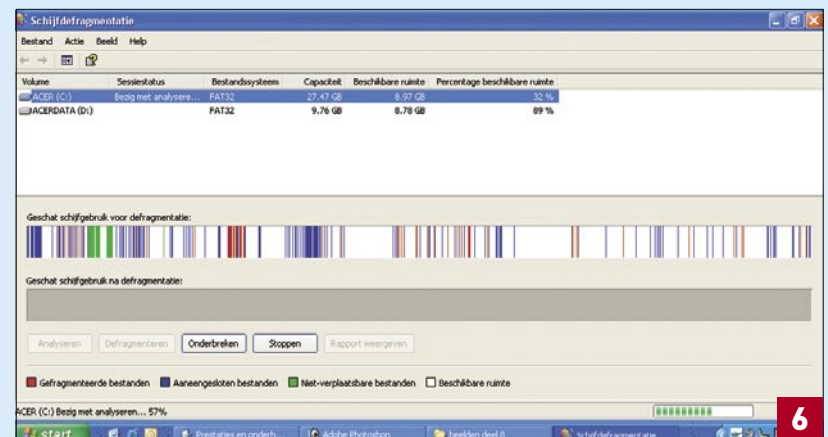 Schijfdefragmentatie
Bestand Actie Beeld Help
Volume Sessiestatus Bestandssysteem Capaciteit Beschikbare ruimte Percentage beschikbare ruimte
ACER (C:) Bezig met analysere... FAT32 27.47 GB 8.97 GB 32 %
ACERDATA (D:) FAT32 9.76 GB 8.78 GB 89 %
Geschat schijfgebruik voor defragmentatie:
Geschat schijfgebruik na defragmentatie:
Analyseren Defragmenteren Onderbreken Stoppen Rapport weergeven
Gefragmenteerde bestanden Aaneengesloten bestanden Niet-verplaatsbare bestanden Beschikbare ruimte
ACER (C:) Bezig met analyseren... 57%
start Prestaties en onderh... Adobe Photoshop beelden deel 6 Schijfdefragmentatie
6